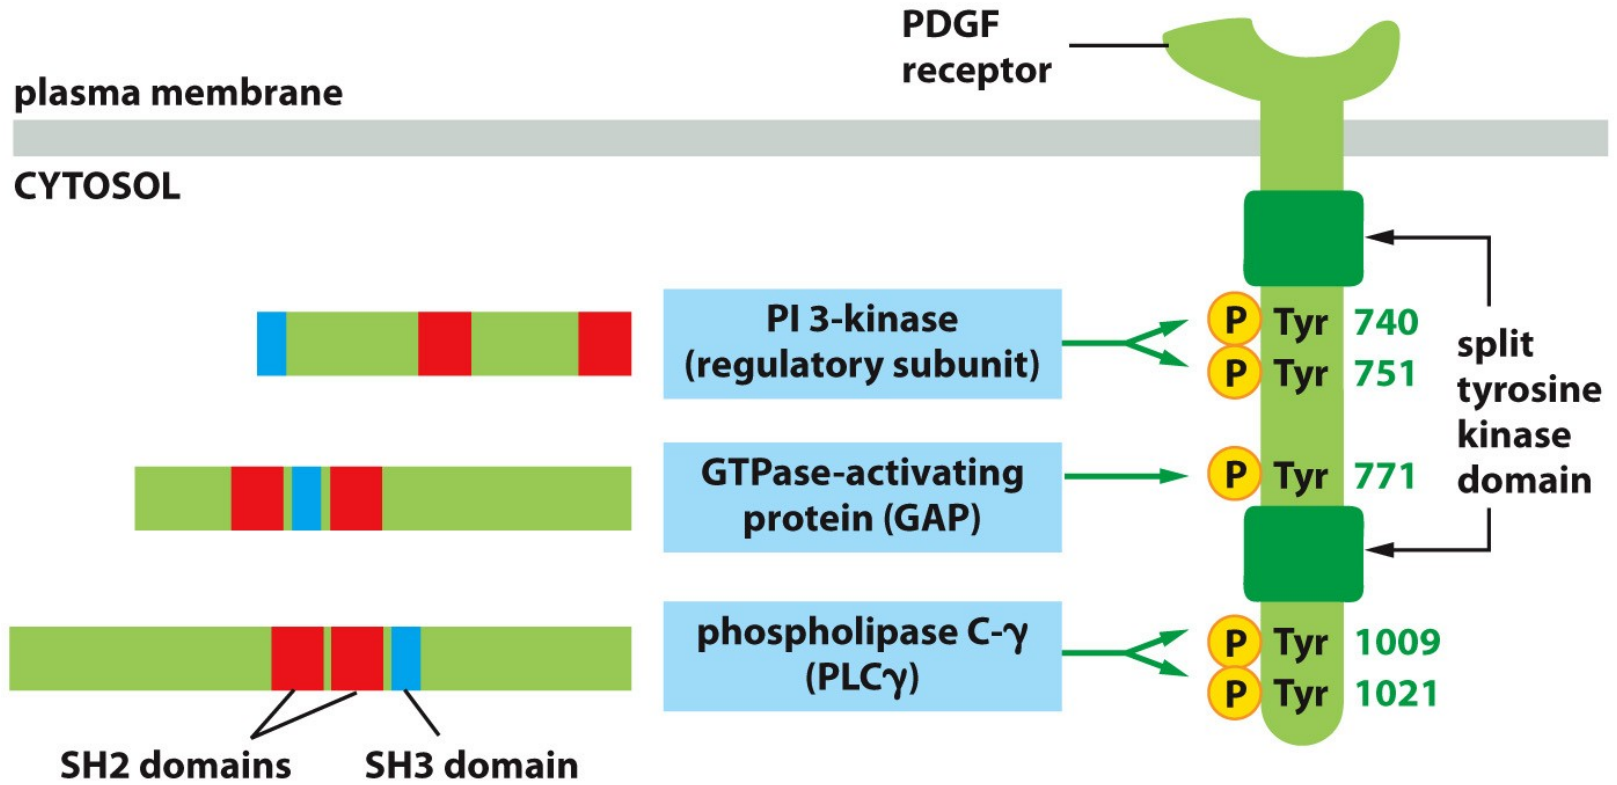 PDGF
receptor
plasma membrane
CYTOSOL
PI 3-kinase
(regulatory subunit)
P Tyr 740
P Tyr 751
split
tyrosine
kinase
domain
GTPase-activating
protein (GAP)
P Tyr 771
phospholipase C-γ
(PLCγ)
P Tyr 1009
P Tyr 1021
SH2 domains
SH3 domain